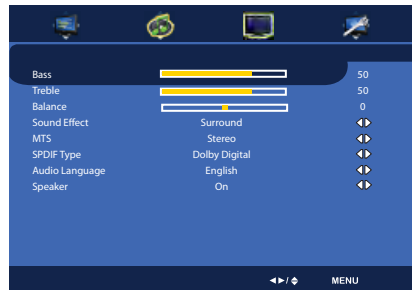 Bass 50
Treble 50
Balance 0
Sound Effect Surround
MTS Stereo
SPDIF Type Dolby Digital
Audio Language English
Speaker On
/ MENU